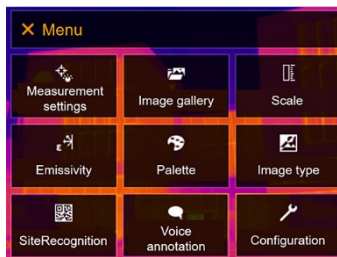 × Menu
Measurement
settings
Image gallery
Scale
ε
Emissivity
Palette
Image type
SiteRecognition
Voice
annotation
Configuration